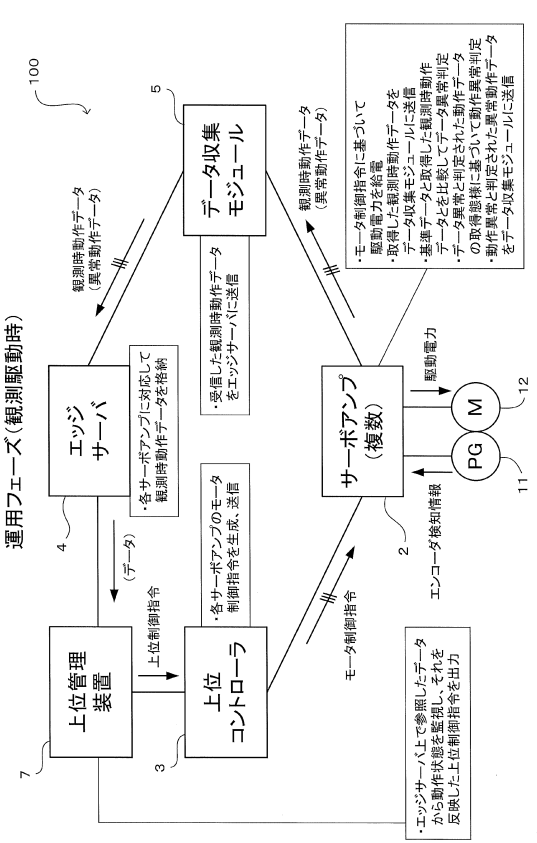 運用フェーズ(観測駆動時)
100
上位管理
装置
7
(データ)
エッジ
サーバ
4
・各サーボアンプに対応して
観測時動作データを格納
観測時動作データ
(異常動作データ)
データ収集
モジュール
5
・受信した観測時動作データ
をエッジサーバに送信
上位制御指令
上位
コントローラ
3
・各サーボアンプのモータ
制御指令を生成、送信
モータ制御指令
サーボアンプ
(複数)
2
観測時動作データ
(異常動作データ)
エンコーダ検知情報
駆動電力
PG
M
11
12
・エッジサーバ上で参照したデータ
から動作状態を監視し、それを
反映した上位制御指令を出力
・モータ制御指令に基づいて
駆動電力を給電
・取得した観測時動作データを
データ収集モジュールに送信
・基準データと取得した観測時動作
データとを比較してデータ異常判定
・データ異常と判定された動作データ
の取得態様に基づいて動作異常判定
・動作異常と判定された異常動作データ
をデータ収集モジュールに送信